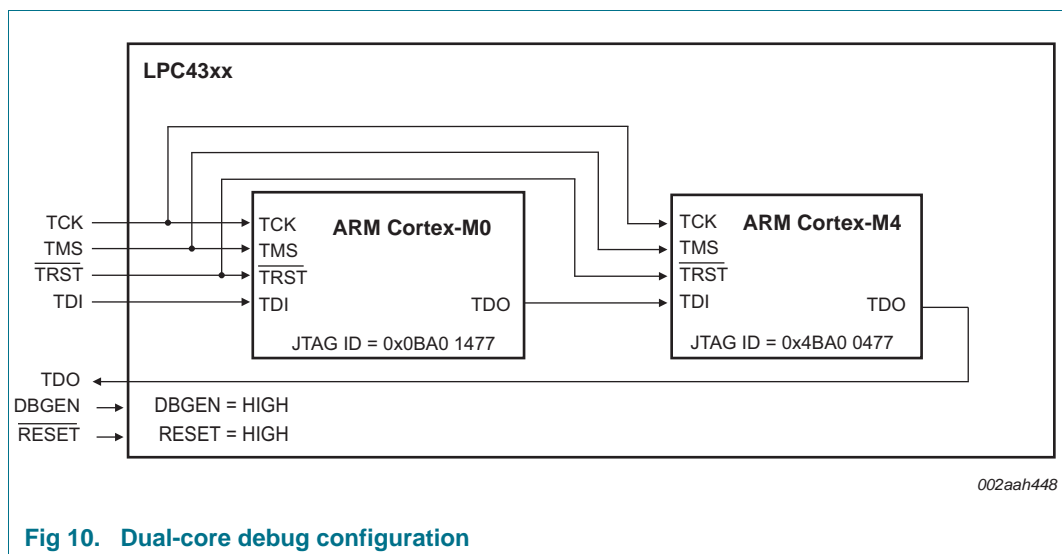 LPC43xx
TCK
TMS
TRST
TDI
TDO
DBGEN
RESET
TCK
TMS
TRST
TDI
ARM Cortex-M0
TDO
JTAG ID = 0x0BA0 1477
TCK
TMS
TRST
TDI
ARM Cortex-M4
TDO
JTAG ID = 0x4BA0 0477
DBGEN = HIGH
RESET = HIGH
002aah448
Fig 10. Dual-core debug configuration